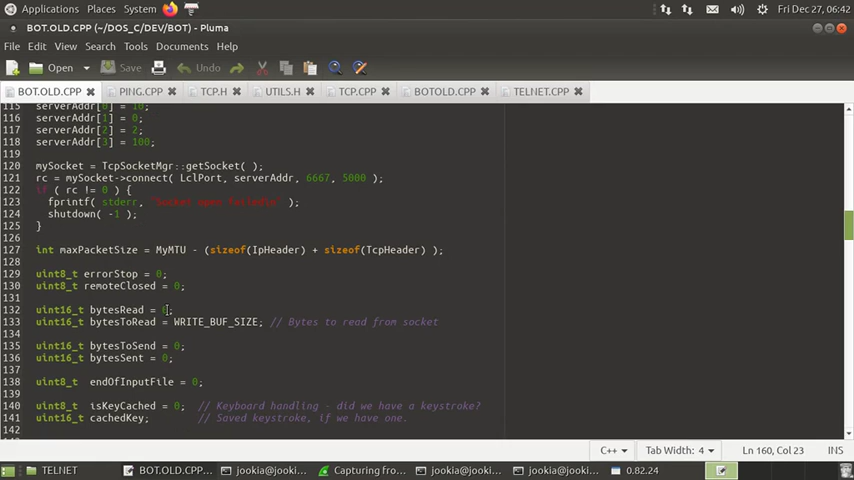 Applications Places System Fri Dec 27, 06:42
BOT.OLD.CPP (~/DOS_C/DEV/BOT) - Pluma
File Edit View Search Tools Documents Help
Open Save Undo
BOT.OLD.CPP PING.CPP TCP.H UTILS.H TCP.CPP BOTOLD.CPP TELNET.CPP
115 serverAddr[0] = 10;
116 serverAddr[1] = 0;
117 serverAddr[2] = 2;
118 serverAddr[3] = 100;
119
120 mySocket = TcpSocketMgr::getSocket( );
121 rc = mySocket->connect( LclPort, serverAddr, 6667, 5000 );
122 if ( rc != 0 ) {
123 fprintf( stderr, "Socket open failed\n" );
124 shutdown( -1 );
125 }
126
127 int maxPacketSize = MyMTU - (sizeof(IpHeader) + sizeof(TcpHeader) );
128
129 uint8_t errorStop = 0;
130 uint8_t remoteClosed = 0;
131
132 uint16_t bytesRead = 0;
133 uint16_t bytesToRead = WRITE_BUF_SIZE; // Bytes to read from socket
134
135 uint16_t bytesToSend = 0;
136 uint16_t bytesSent = 0;
137
138 uint8_t endOfInputFile = 0;
139
140 uint8_t isKeyCached = 0; // Keyboard handling - did we have a keystroke?
141 uint16_t cachedKey; // Saved keystroke, if we have one.
142
C++ Tab Width: 4 Ln 160, Col 23 INS
TELNET BOT.OLD.CPP... jookia@jooki... Capturing fro... jookia@jooki... jookia@jooki... 0.82.24